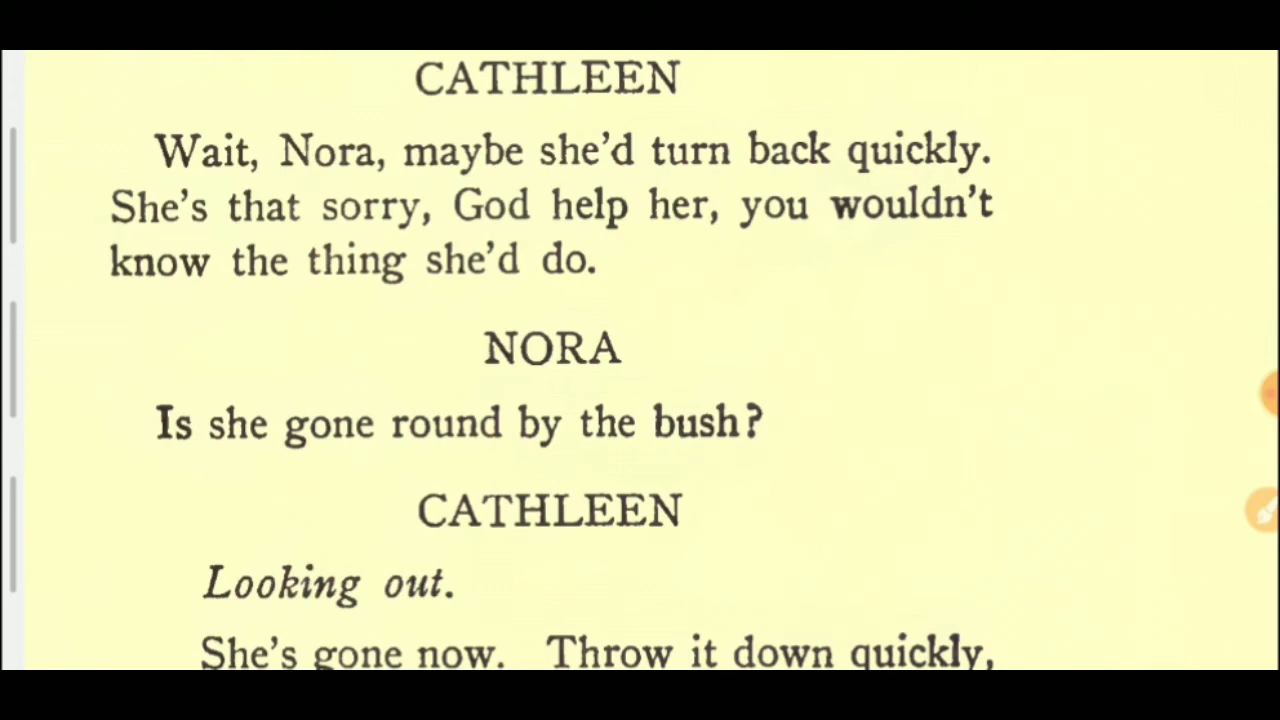 CATHLEEN
Wait, Nora, maybe she’d turn back quickly.
She’s that sorry, God help her, you wouldn’t
know the thing she’d do.
NORA
Is she gone round by the bush?
CATHLEEN
Looking out.
She’s gone now. Throw it down quickly,